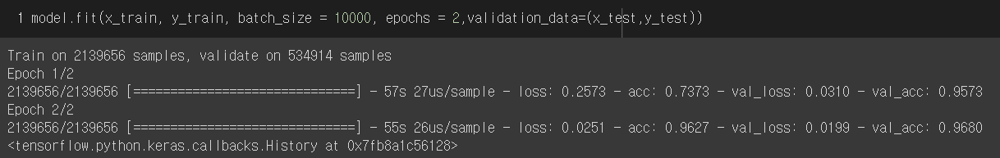 1 model.fit(x_train, y_train, batch_size = 10000, epochs = 2,validation_data=(x_test,y_test))
Train on 2139656 samples, validate on 534914 samples
Epoch 1/2
2139656/2139656 [==============================] - 57s 27us/sample - loss: 0.2573 - acc: 0.7373 - val_loss: 0.0310 - val_acc: 0.9573
Epoch 2/2
2139656/2139656 [==============================] - 55s 26us/sample - loss: 0.0251 - acc: 0.9627 - val_loss: 0.0199 - val_acc: 0.9680
<tensorflow.python.keras.callbacks.History at 0x7fb8a1c56128>